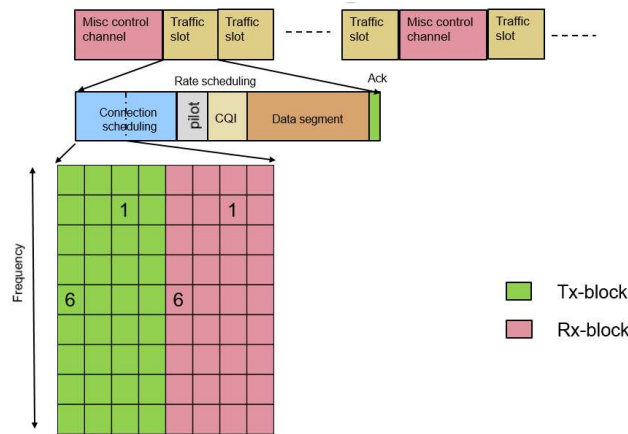 Misc control
channel
Traffic
slot
Traffic
slot
Traffic
slot
Misc control
channel
Traffic
slot
Rate scheduling
Ack
Connection
scheduling
pilot
CQI
Data segment
Frequency
1
1
6
6
Tx-block
Rx-block